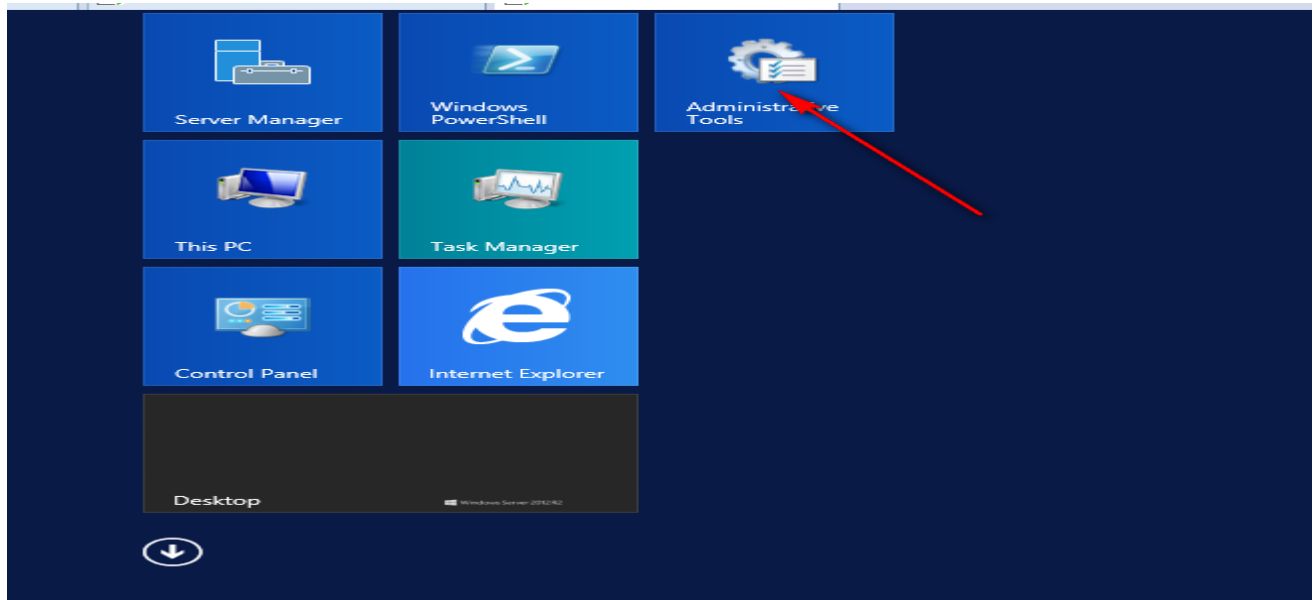 Server Manager
Windows
PowerShell
Administrative
Tools
This PC
Task Manager
Control Panel
Internet Explorer
Desktop
Windows Server 2012 R2